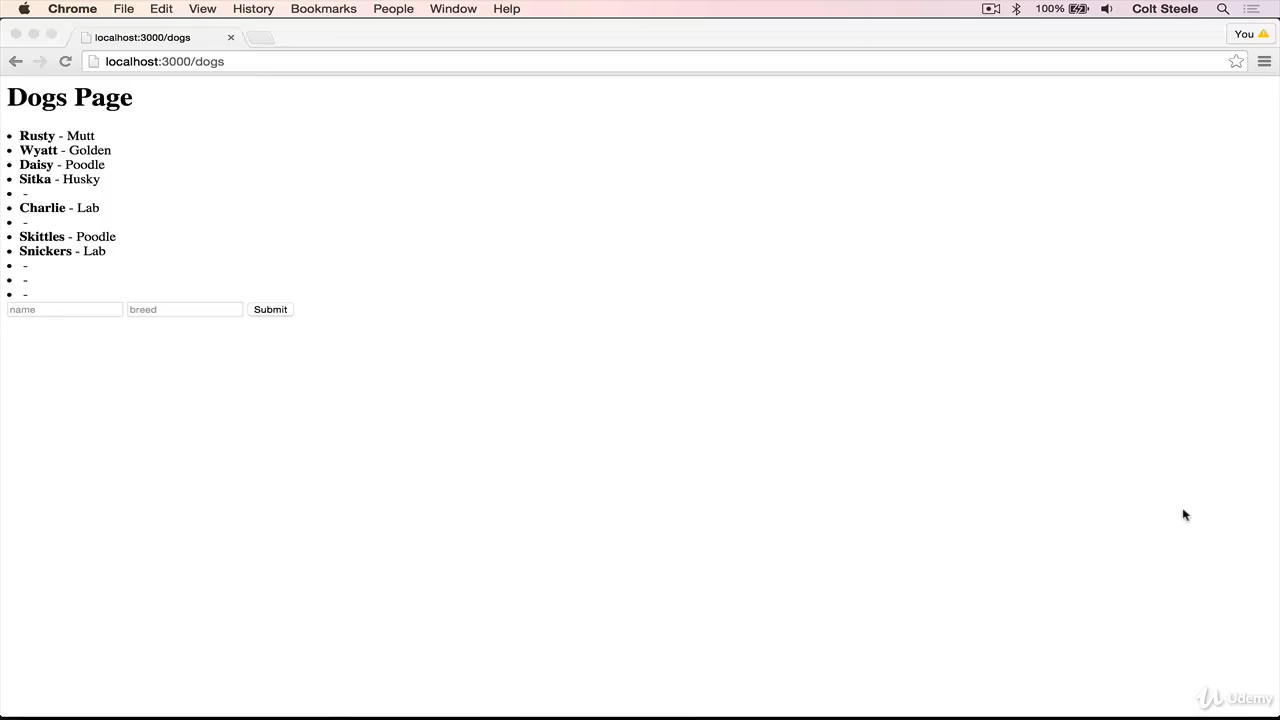 Chrome File Edit View History Bookmarks People Window Help 100% Colt Steele
localhost:3000/dogs You
localhost:3000/dogs
Dogs Page
• Rusty - Mutt
• Wyatt - Golden
• Daisy - Poodle
• Sitka - Husky
• -
• Charlie - Lab
• -
• Skittles - Poodle
• Snickers - Lab
• -
• -
• -
name breed Submit
Udemy